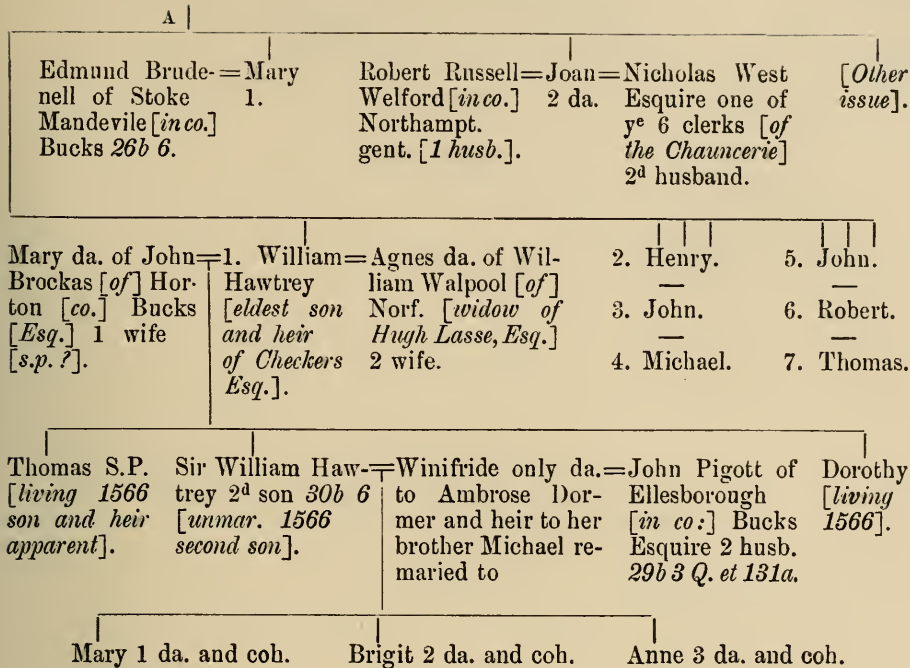 A
Edmund Brude-
nell of Stoke
Mandevile [in co.]
Bucks 26b 6.
=Mary
1.
Robert Russell
Welford [in co.]
Northampt.
gent. [1 husb.].
=Joan=
2 da.
Nicholas West
Esquire one of
yᵉ 6 clerks [of
the Chauncerie]
2ᵈ husband.
[Other
issue].
Mary da. of John
Brockas [of] Hor-
ton [co.] Bucks
[Esq.] 1 wife
[s.p. ?].
=1. William=
Hawtrey
[eldest son
and heir
of Checkers
Esq.].
Agnes da. of Wil-
liam Walpool [of]
Norf. [widow of
Hugh Lasse, Esq.]
2 wife.
2. Henry.
—
3. John.
—
4. Michael.
5. John.
—
6. Robert.
—
7. Thomas.
Thomas S.P.
[living 1566
son and heir
apparent].
Sir William Haw-
trey 2ᵈ son 30b 6
[unmar. 1566
second son].
=Winifride only da.=
to Ambrose Dor-
mer and heir to her
brother Michael re-
maried to
John Pigott of
Ellesborough
[in co:] Bucks
Esquire 2 husb.
29b 3 Q. et 131a.
Dorothy
[living
1566].
Mary 1 da. and coh.
Brigit 2 da. and coh.
Anne 3 da. and coh.